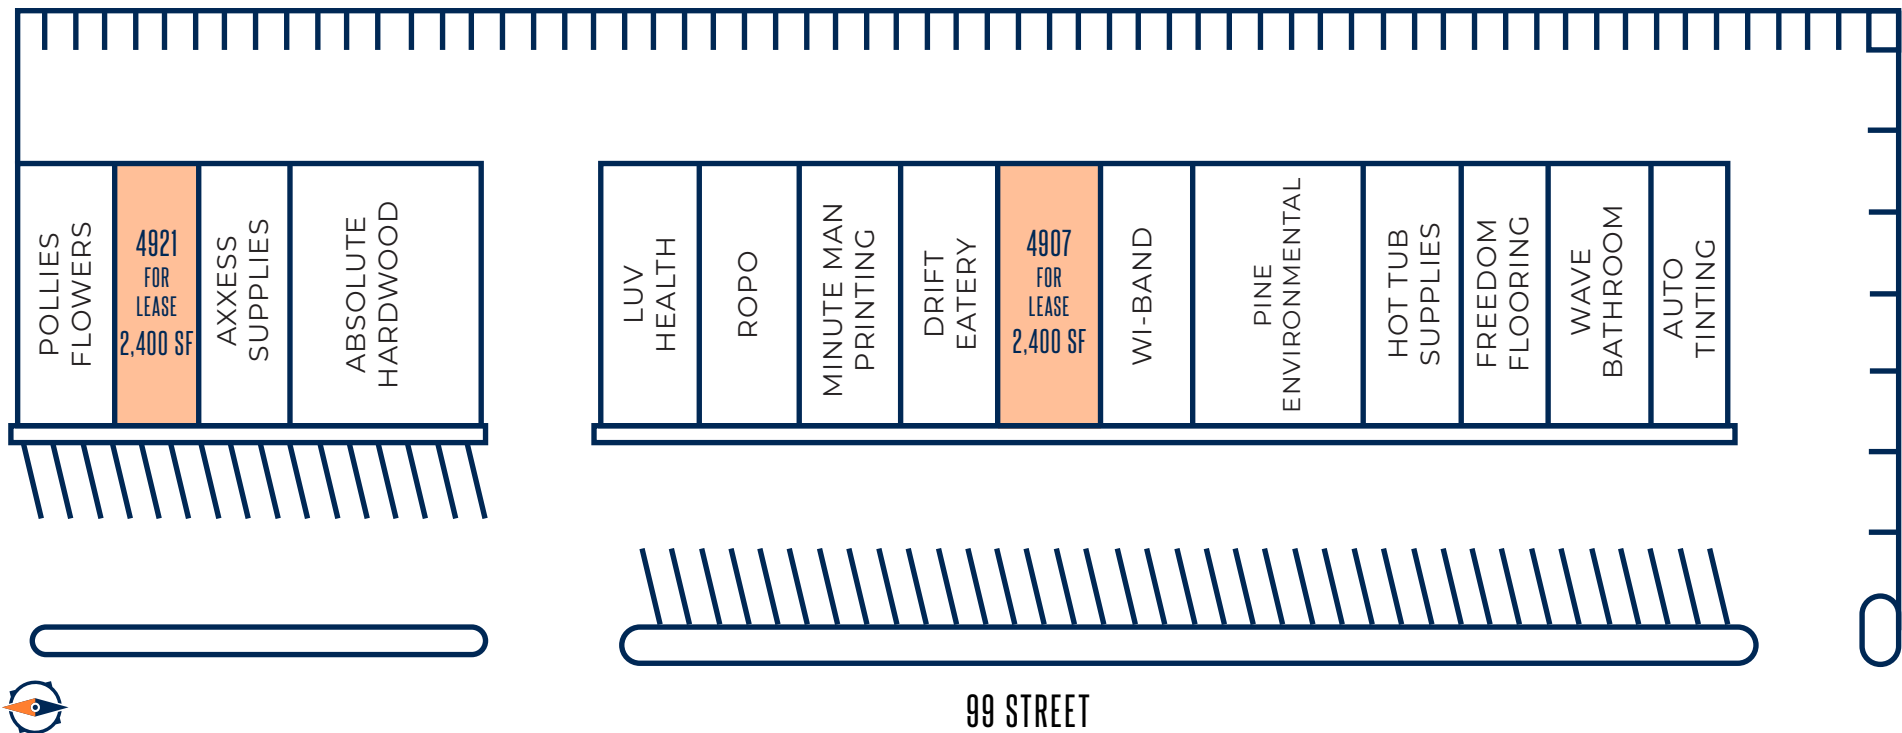 POLLIES
FLOWERS
4921
FOR
LEASE
2,400 SF
AXXESS
SUPPLIES
ABSOLUTE
HARDWOOD
LUV
HEALTH
ROPO
MINUTE MAN
PRINTING
DRIFT
EATERY
4907
FOR
LEASE
2,400 SF
WI-BAND
PINE
ENVIRONMENTAL
HOT TUB
SUPPLIES
FREEDOM
FLOORING
WAVE
BATHROOM
AUTO
TINTING
99 STREET